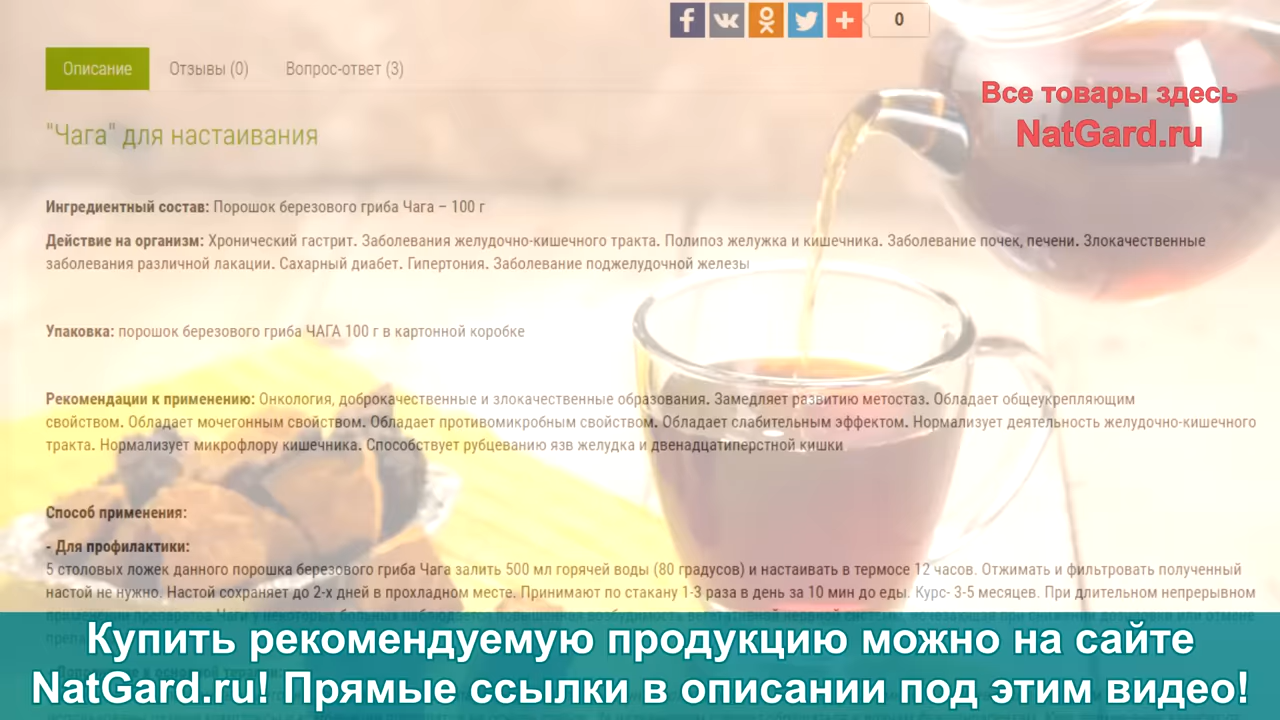 0
Описание Отзывы (0) Вопрос-ответ (3)
Все товары здесь
NatGard.ru
"Чага" для настаивания
Ингредиентный состав: Порошок березового гриба Чага – 100 г
Действие на организм: Хронический гастрит. Заболевания желудочно-кишечного тракта. Полипоз желужка и кишечника. Заболевание почек, печени. Злокачественные
заболевания различной лакации. Сахарный диабет. Гипертония. Заболевание поджелудочной железы
Упаковка: порошок березового гриба ЧАГА 100 г в картонной коробке
Рекомендации к применению: Онкология, доброкачественные и злокачественные образования. Замедляет развитию метостаз. Обладает общеукрепляющим
свойством. Обладает мочегонным свойством. Обладает противомикробным свойством. Обладает слабительным эффектом. Нормализует деятельность желудочно-кишечного
тракта. Нормализует микрофлору кишечника. Способствует рубцеванию язв желудка и двенадцатиперстной кишки
Способ применения:
- Для профилактики:
5 столовых ложек данного порошка березового гриба Чага залить 500 мл горячей воды (80 градусов) и настаивать в термосе 12 часов. Отжимать и фильтровать полученный
настой не нужно. Настой сохраняет до 2-х дней в прохладном месте. Принимают по стакану 1-3 раза в день за 10 мин до еды. Курс- 3-5 месяцев. При длительном непрерывном
Купить рекомендуемую продукцию можно на сайте
NatGard.ru! Прямые ссылки в описании под этим видео!